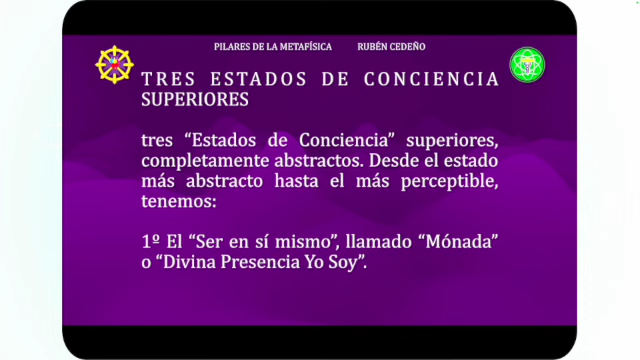 PILARES DE LA METAFÍSICA RUBÉN CEDEÑO
TRES ESTADOS DE CONCIENCIA
SUPERIORES
tres “Estados de Conciencia” superiores,
completamente abstractos. Desde el estado
más abstracto hasta el más perceptible,
tenemos:
1º El “Ser en sí mismo”, llamado “Mónada”
o “Divina Presencia Yo Soy”.